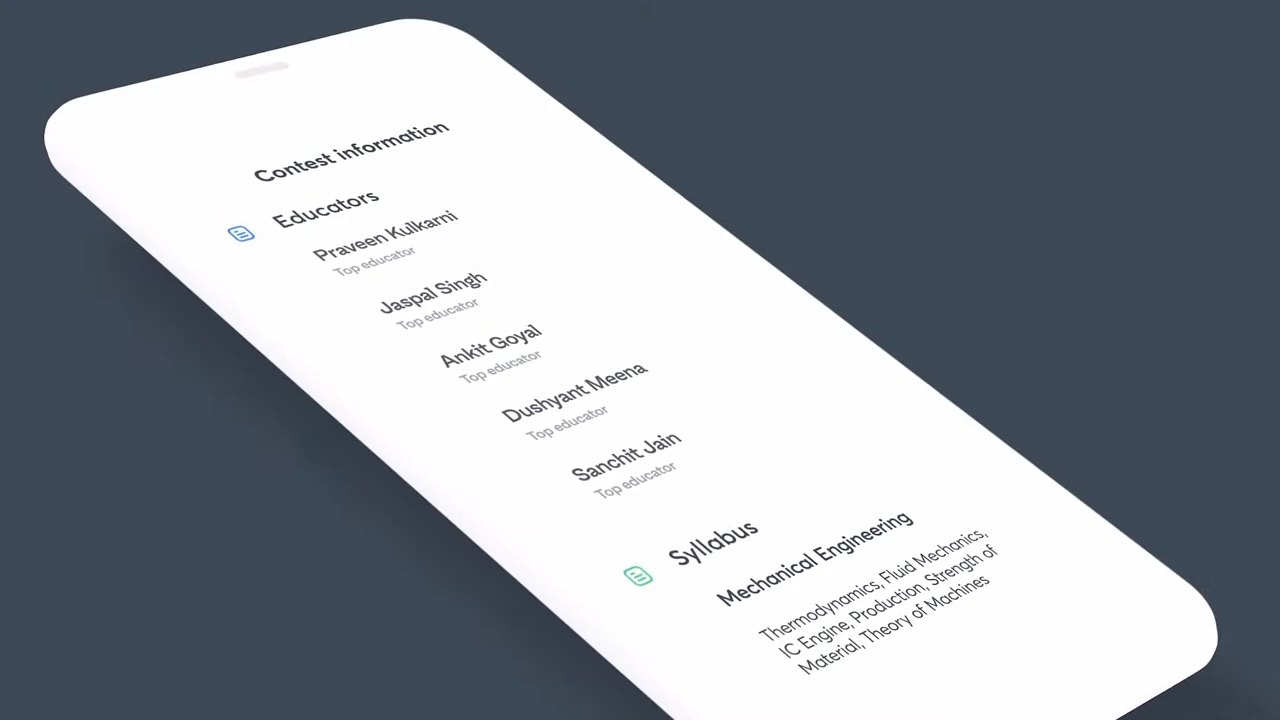 Contest information
Educators
Praveen Kulkarni
Top educator
Jaspal Singh
Top educator
Ankit Goyal
Top educator
Dushyant Meena
Top educator
Sanchit Jain
Top educator
Syllabus
Mechanical Engineering
Thermodynamics, Fluid Mechanics,
IC Engine, Production, Strength of
Material, Theory of Machines